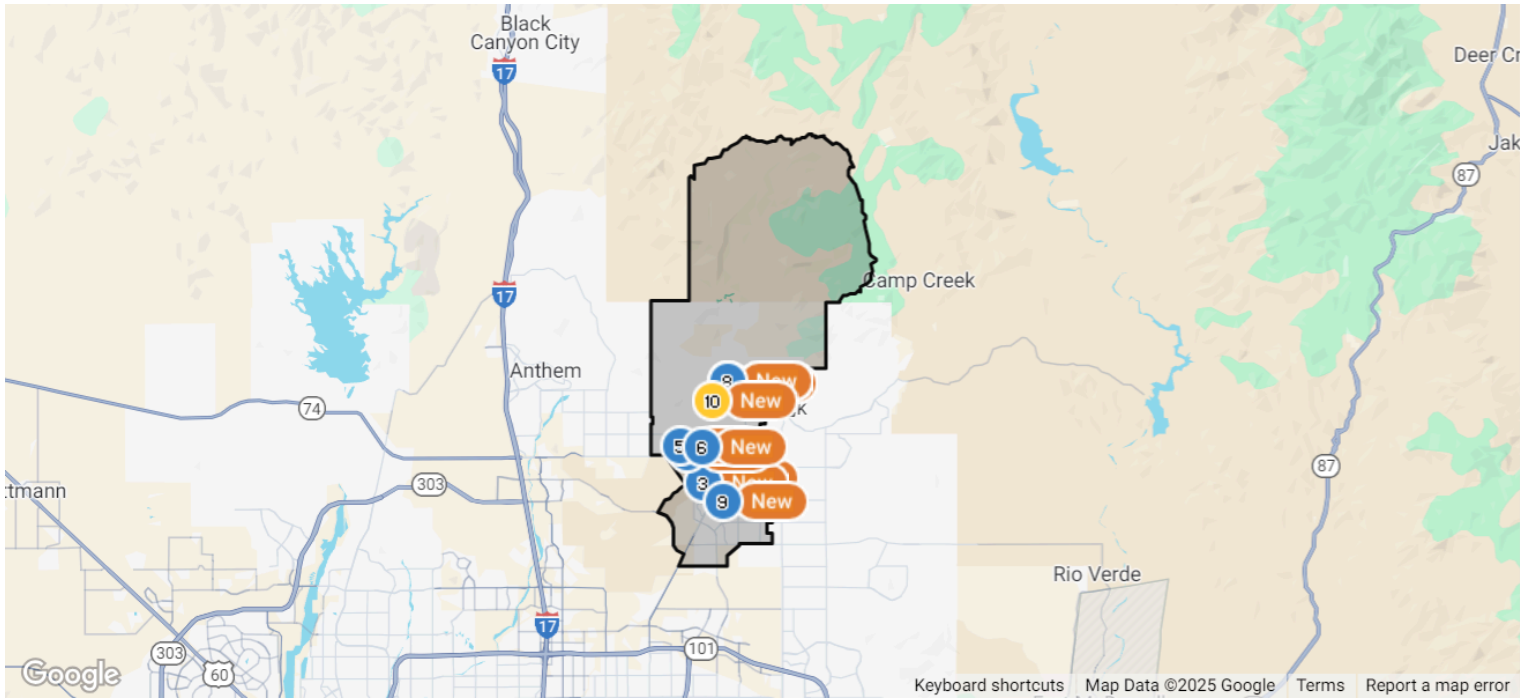 Black
Canyon City
17
Deer Cr
Jak
87
17
Camp Creek
Anthem
74
8 New
10 New
5 6 New
303
87
3 New
9 New
Rio Verde
17
303
60
101
Google
Keyboard shortcuts Map Data ©2025 Google Terms Report a map error